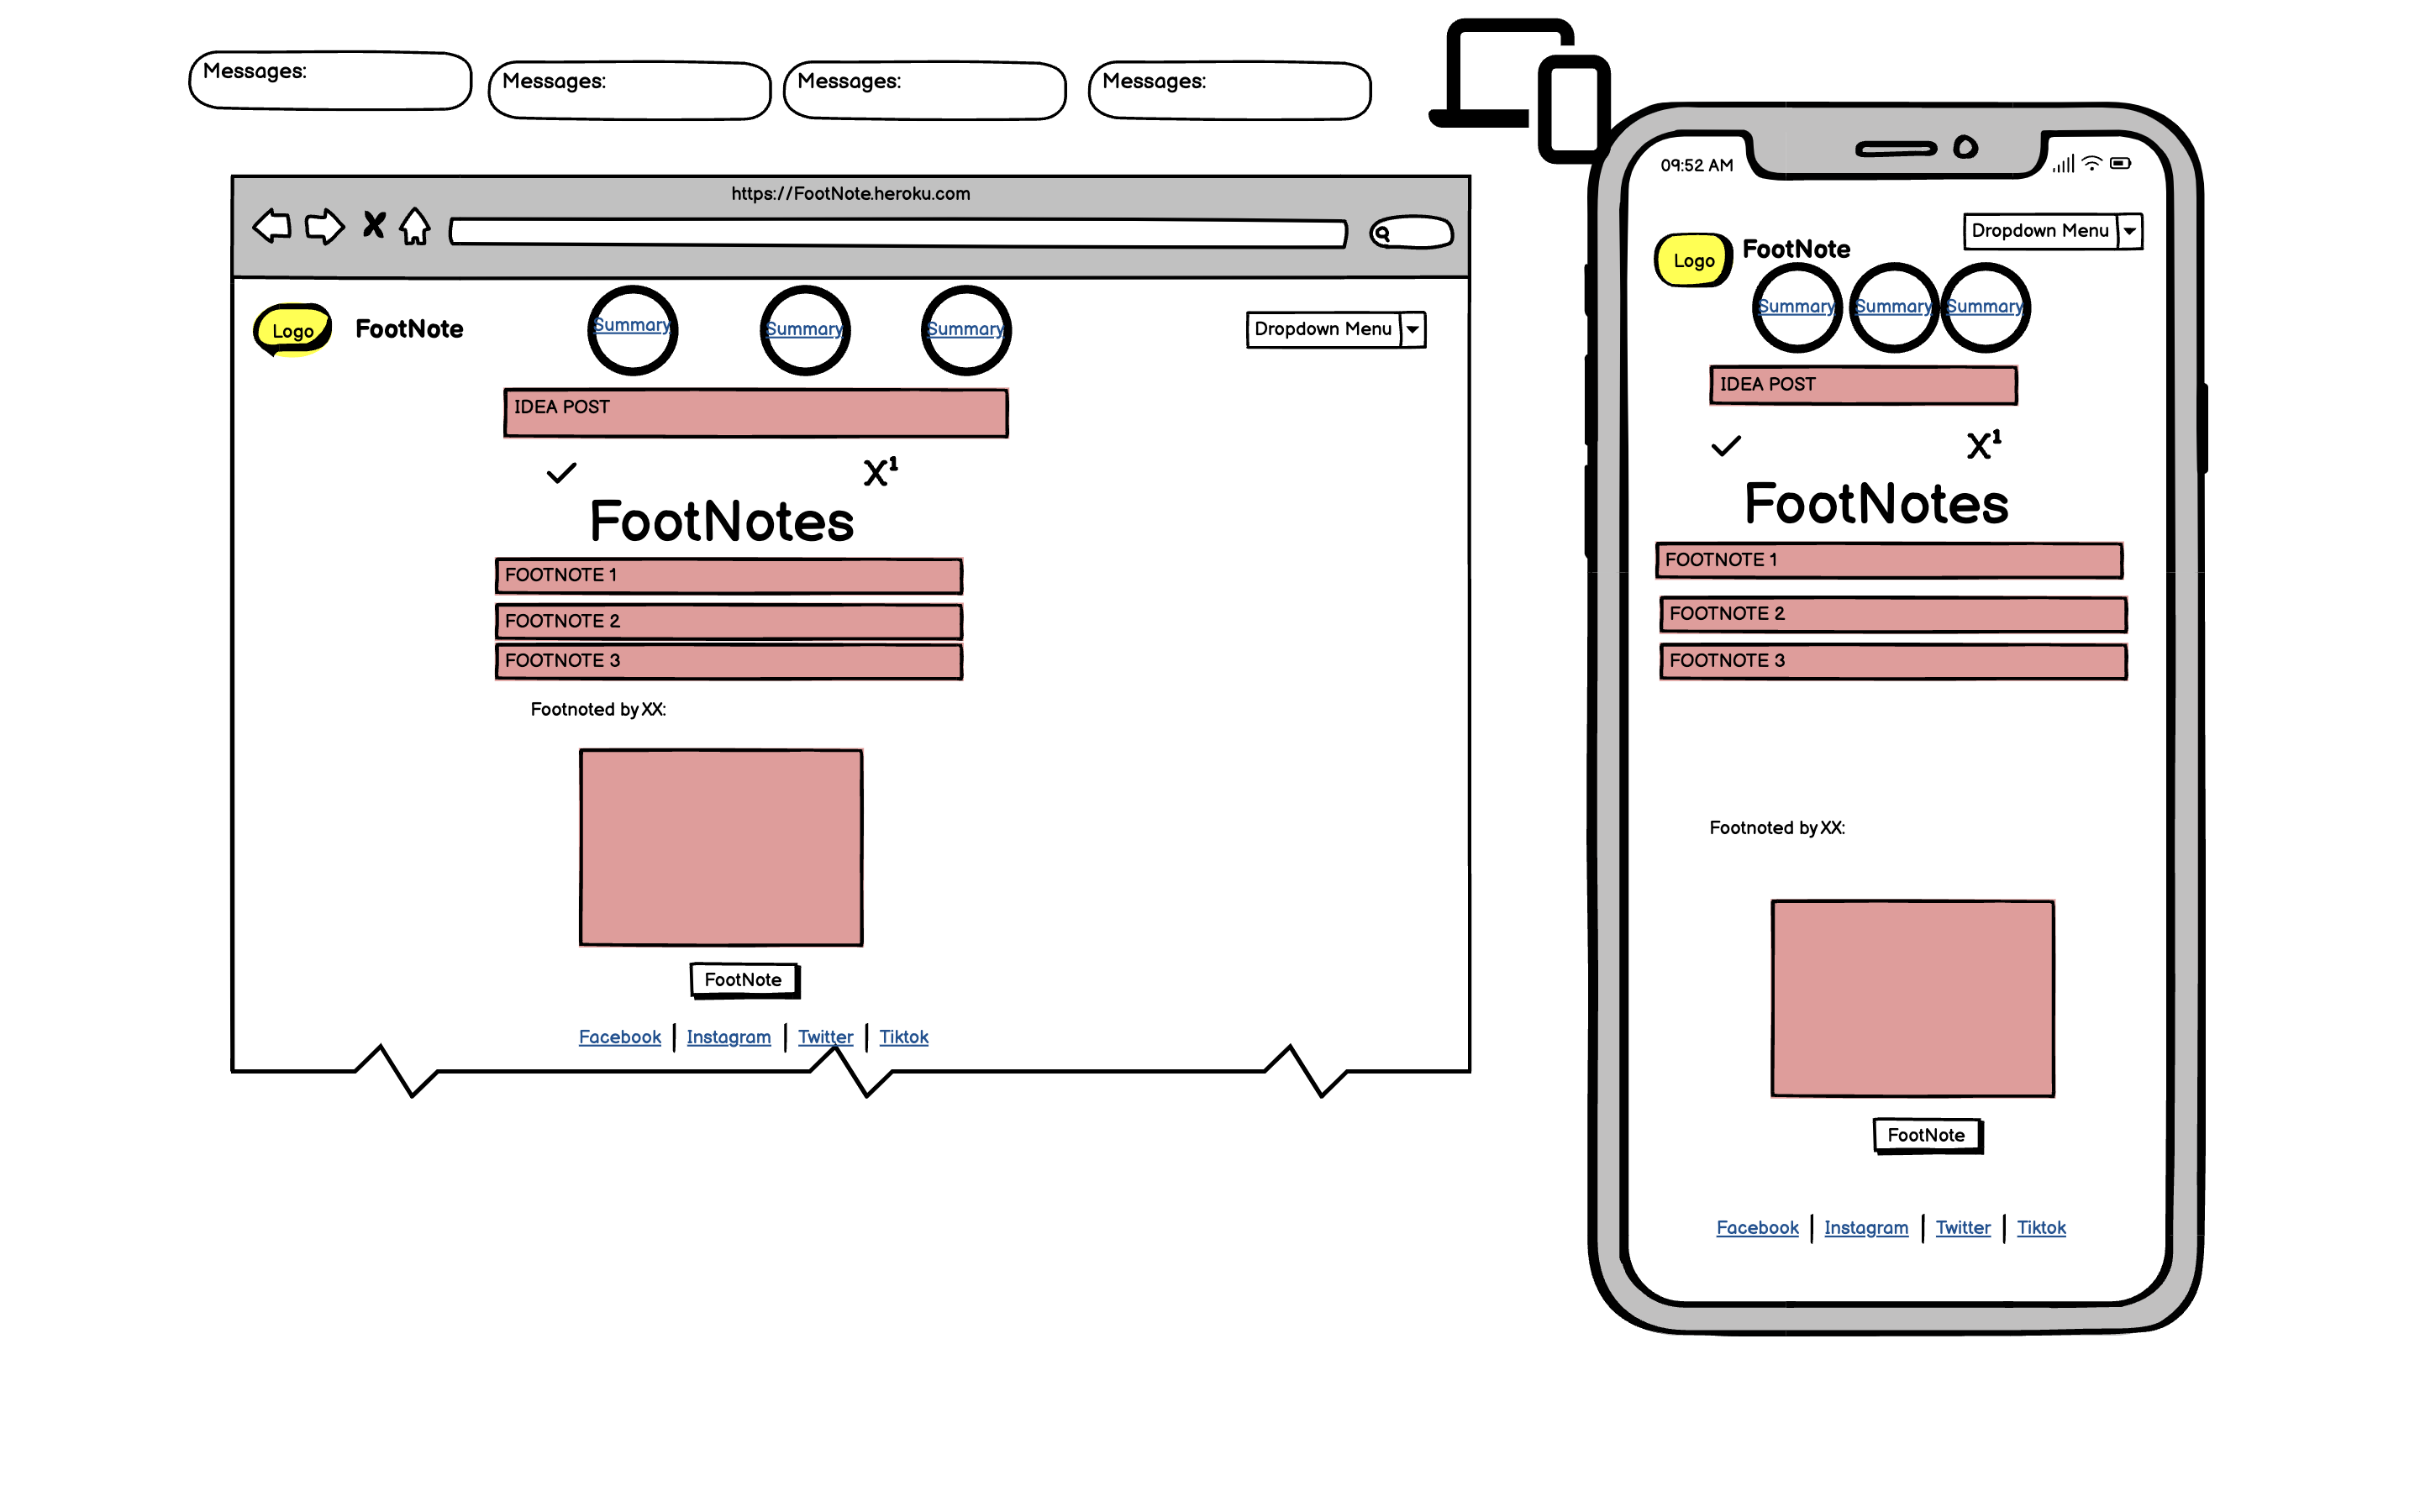 Messages:
Messages:
Messages:
Messages:
https://FootNote.heroku.com
Logo
FootNote
Summary
Summary
Summary
Dropdown Menu
IDEA POST
X¹
FootNotes
FOOTNOTE 1
FOOTNOTE 2
FOOTNOTE 3
Footnoted by XX:
FootNote
Facebook | Instagram | Twitter | Tiktok
09:52 AM
Dropdown Menu
Logo
FootNote
Summary
Summary
Summary
IDEA POST
X¹
FootNotes
FOOTNOTE 1
FOOTNOTE 2
FOOTNOTE 3
Footnoted by XX:
FootNote
Facebook | Instagram | Twitter | Tiktok